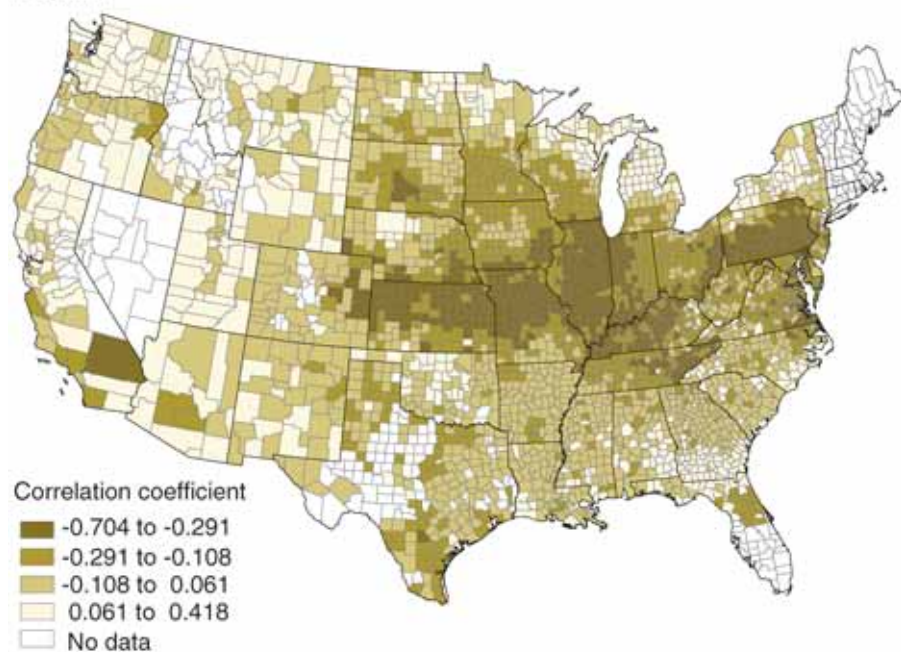 Correlation coefficient
-0.704 to -0.291
-0.291 to -0.108
-0.108 to 0.061
0.061 to 0.418
No data